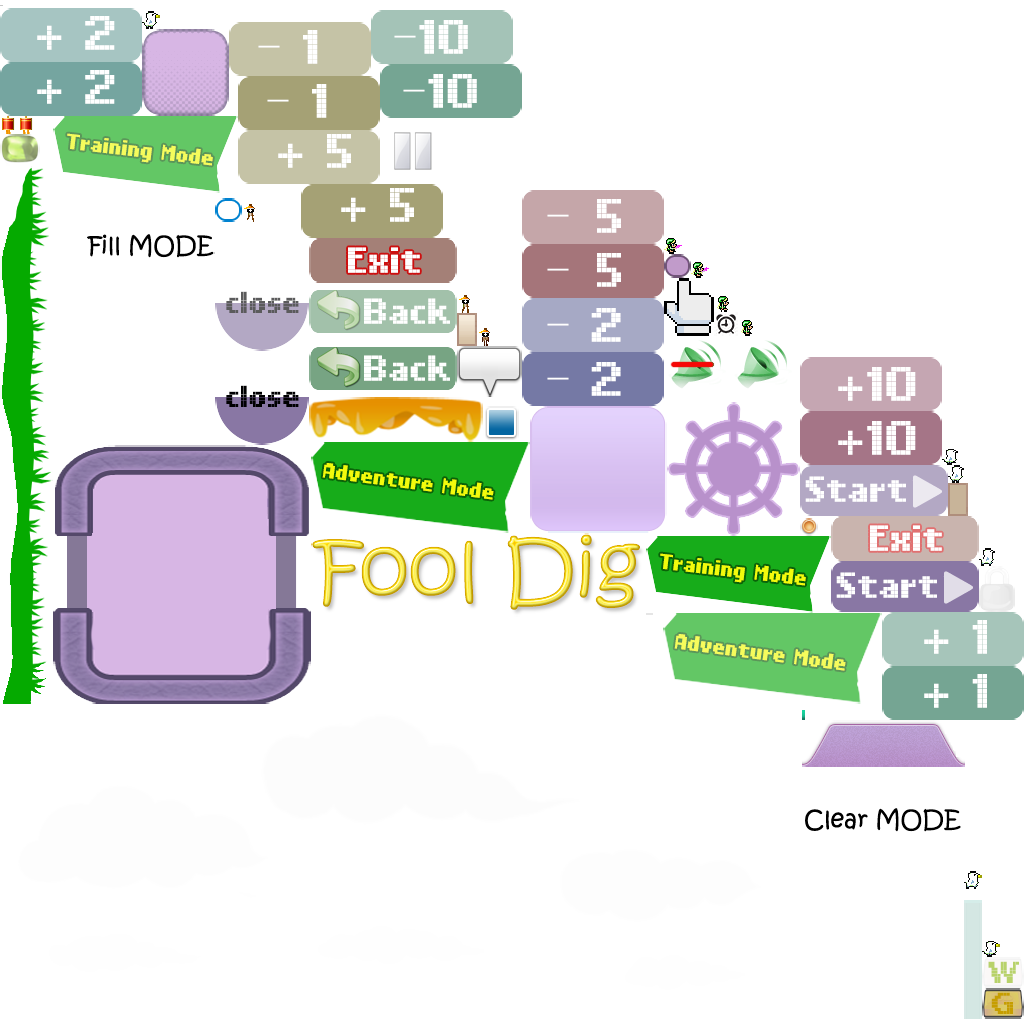 + 2
- 1
-10
+ 2
- 1
-10
Training Mode
+ 5
+ 5
- 5
Fill MODE
Exit
- 5
close
Back
- 2
Back
- 2
+10
close
+10
Adventure Mode
Start
Exit
Fool Dig
Training Mode
Start
Adventure Mode
+ 1
+ 1
Clear MODE
W
G